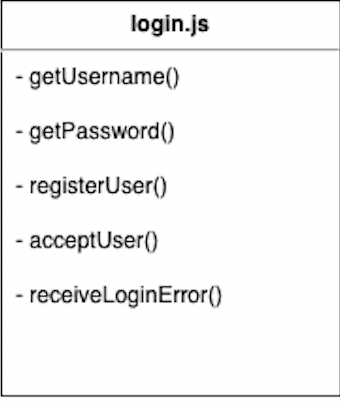 login.js
- getUsername()
- getPassword()
- registerUser()
- acceptUser()
- receiveLoginError()